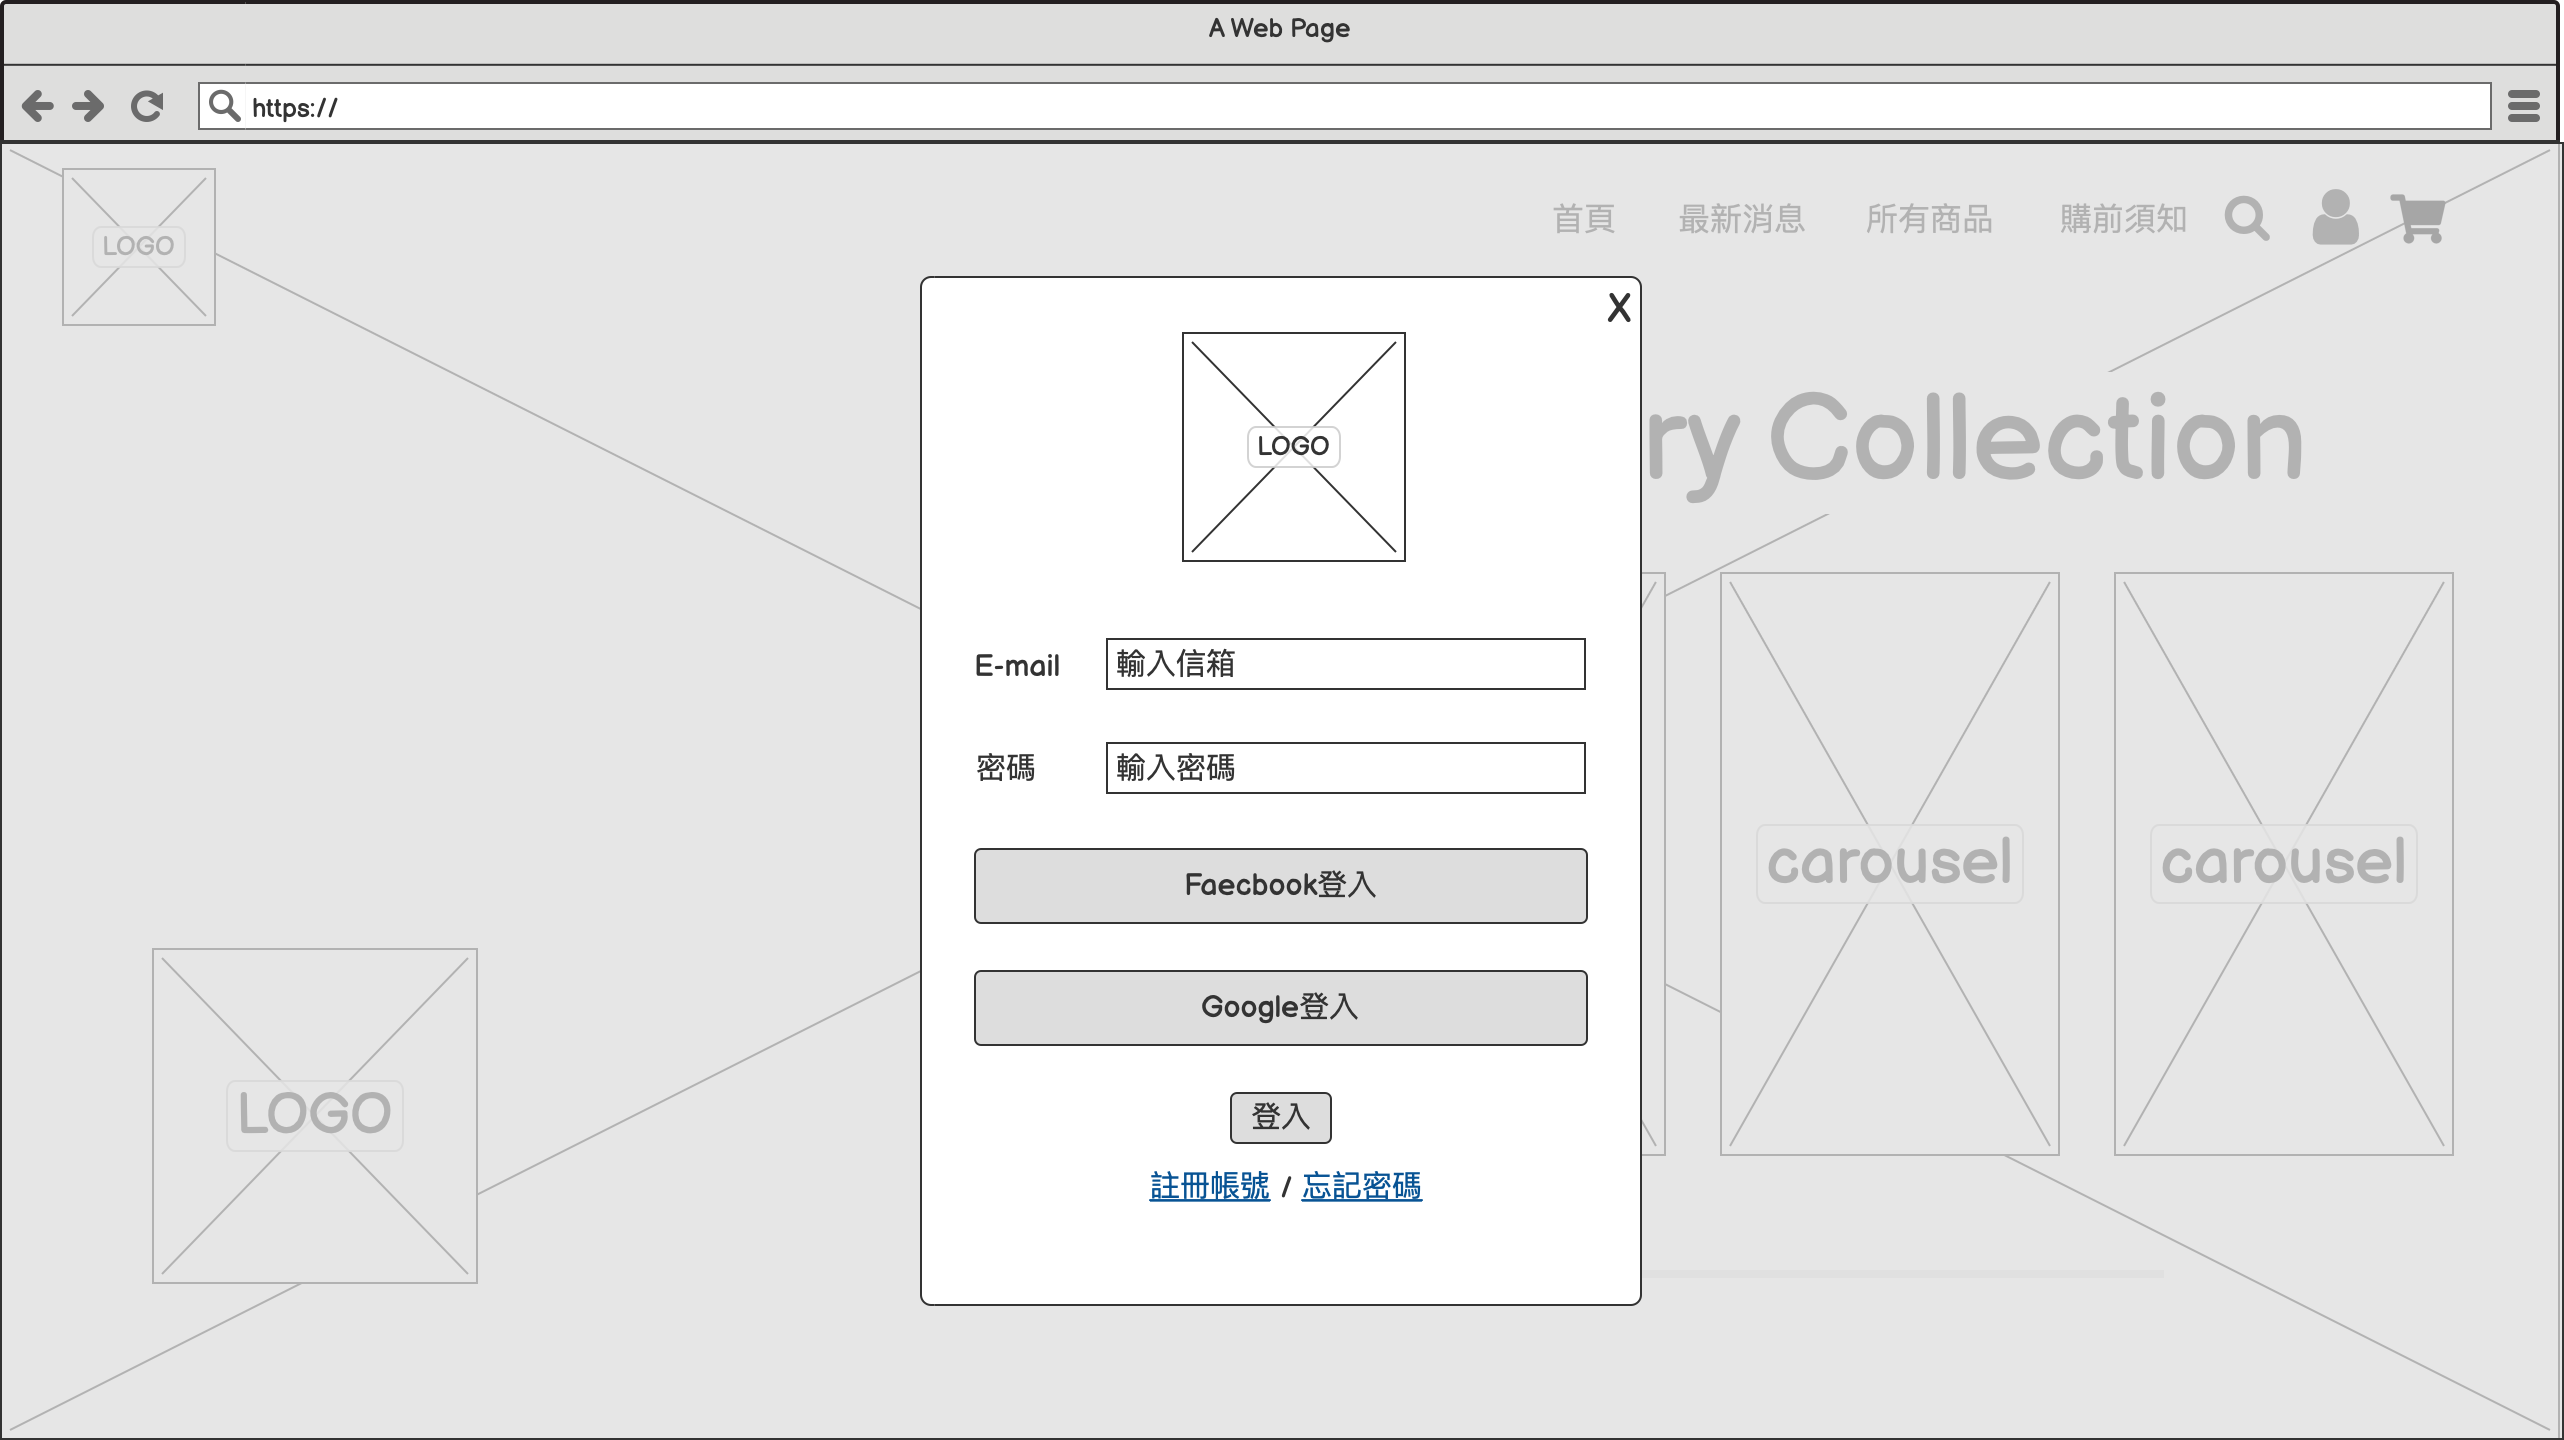 A Web Page
https://
LOGO
首頁 最新消息 所有商品 購前須知
X
LOGO
ry Collection
E-mail 輸入信箱
密碼 輸入密碼
Faecbook登入
carousel carousel
Google登入
LOGO
登入
註冊帳號 / 忘記密碼